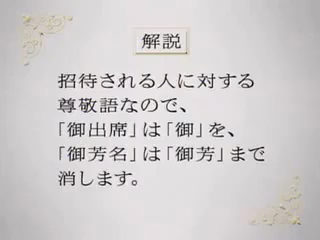 解説
招待される人に対する
尊敬語なので、
「御出席」は「御」を、
「御芳名」は「御芳」まで
消します。